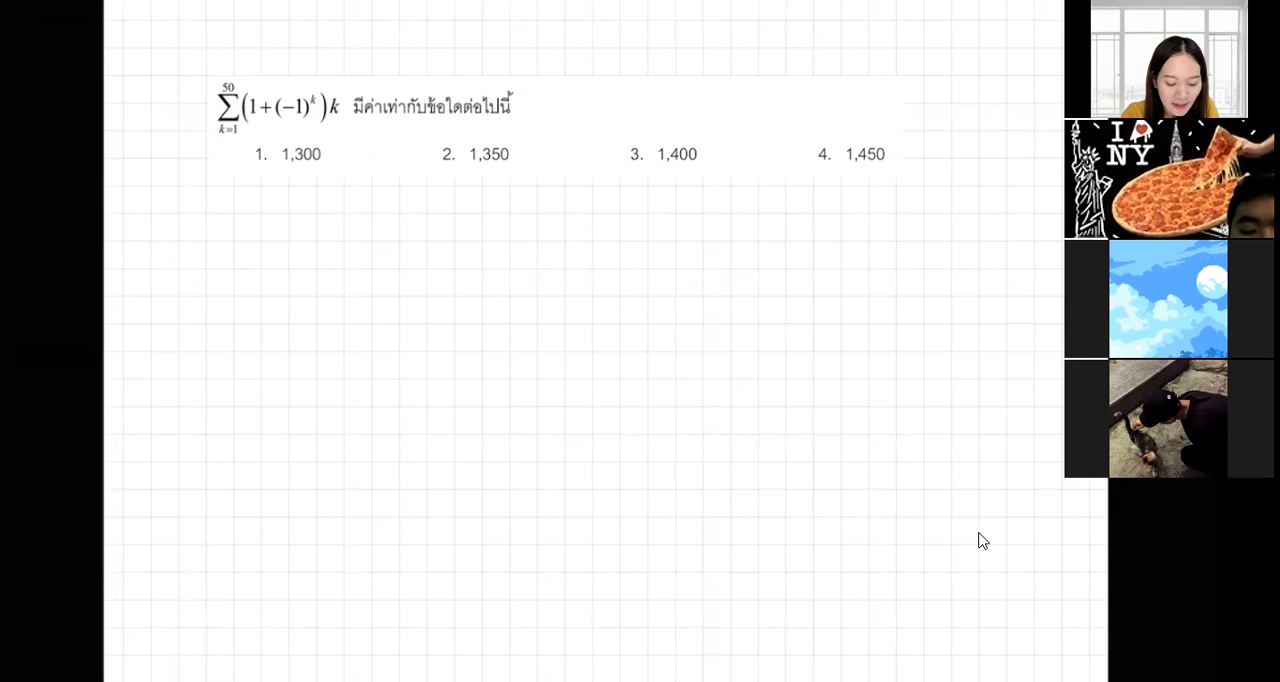 50
∑(1+(−1)ᵏ)k มีค่าเท่ากับข้อใดต่อไปนี้
k=1
1. 1,300 2. 1,350 3. 1,400 4. 1,450
I ❤
NY